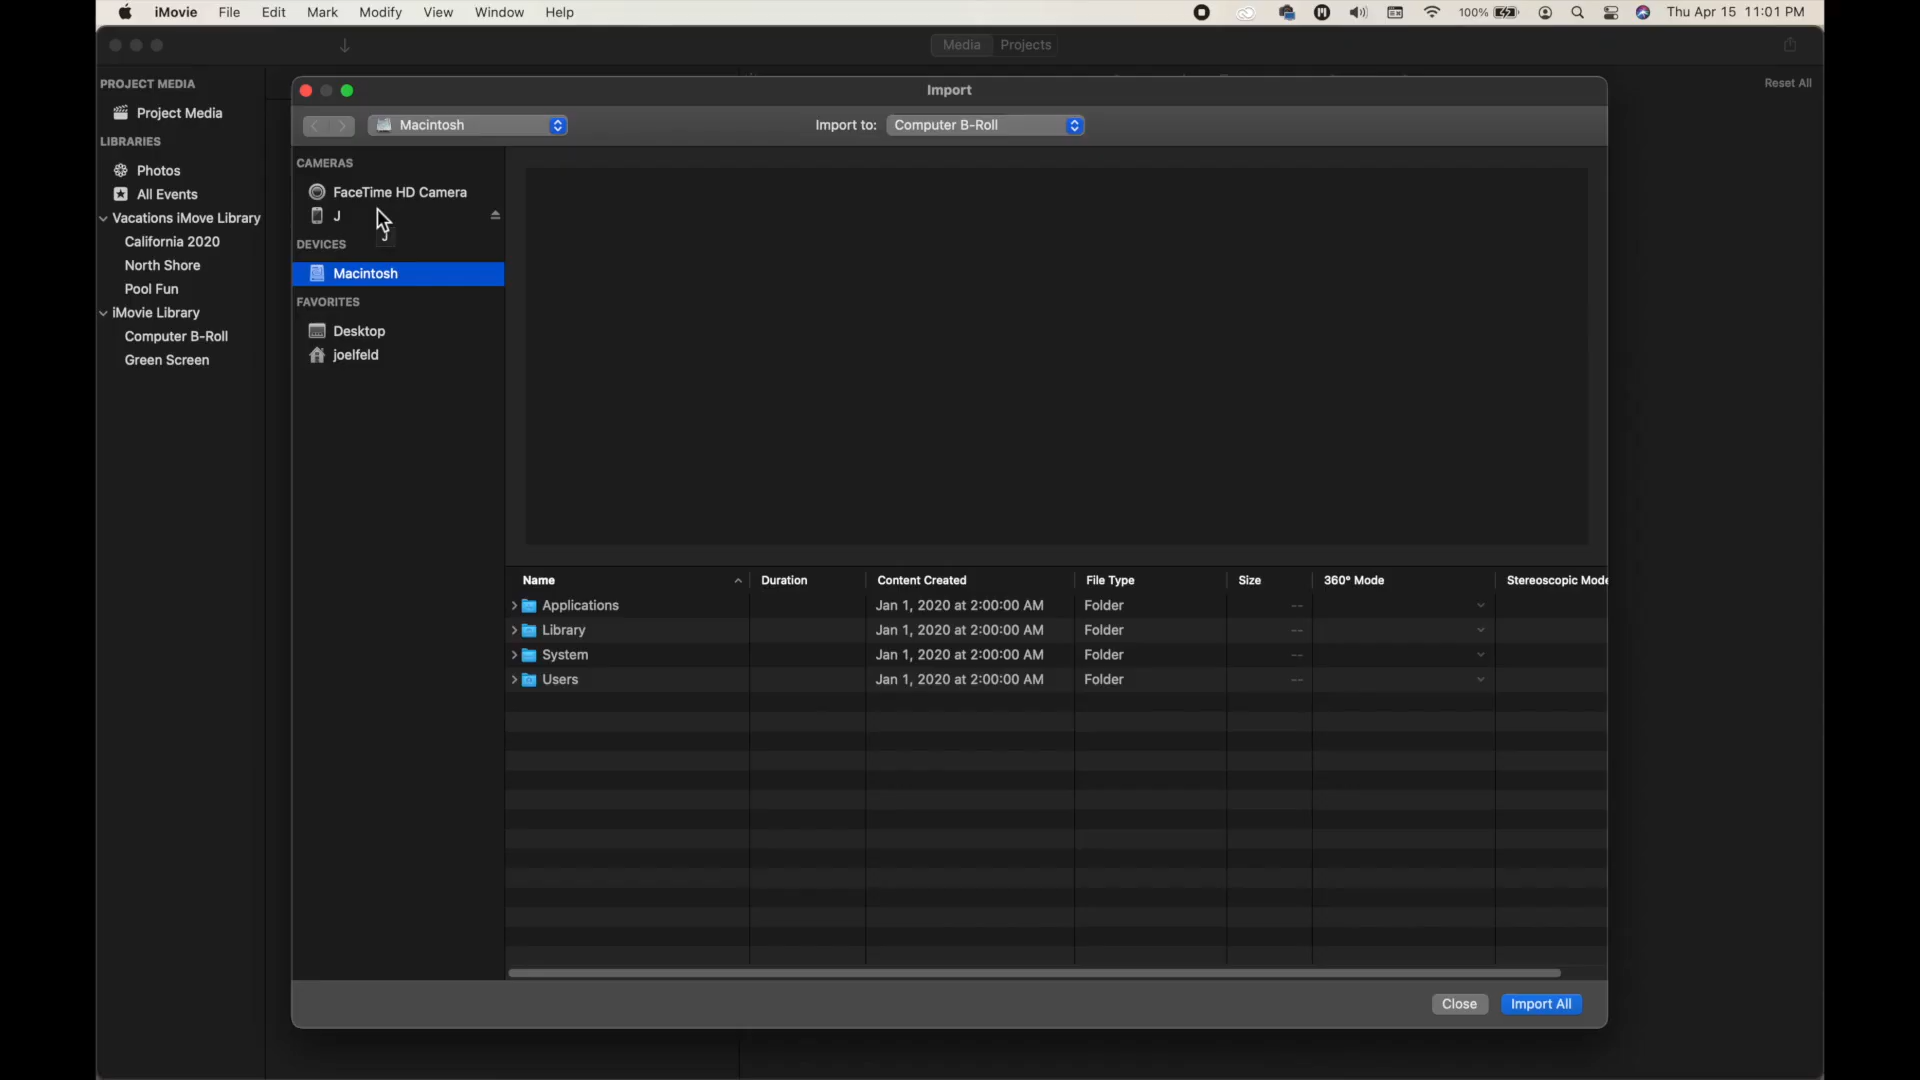 iMovie File Edit Mark Modify View Window Help 100% Thu Apr 15 11:01 PM
Media Projects
PROJECT MEDIA
Project Media
LIBRARIES
Photos
All Events
Vacations iMove Library
California 2020
North Shore
Pool Fun
iMovie Library
Computer B-Roll
Green Screen
Reset All
Import
Macintosh Import to: Computer B-Roll
CAMERAS
FaceTime HD Camera
J
J
DEVICES
Macintosh
FAVORITES
Desktop
joelfeld
Name Duration Content Created File Type Size 360° Mode Stereoscopic Mode
Applications Jan 1, 2020 at 2:00:00 AM Folder --
Library Jan 1, 2020 at 2:00:00 AM Folder --
System Jan 1, 2020 at 2:00:00 AM Folder --
Users Jan 1, 2020 at 2:00:00 AM Folder --
Close Import All